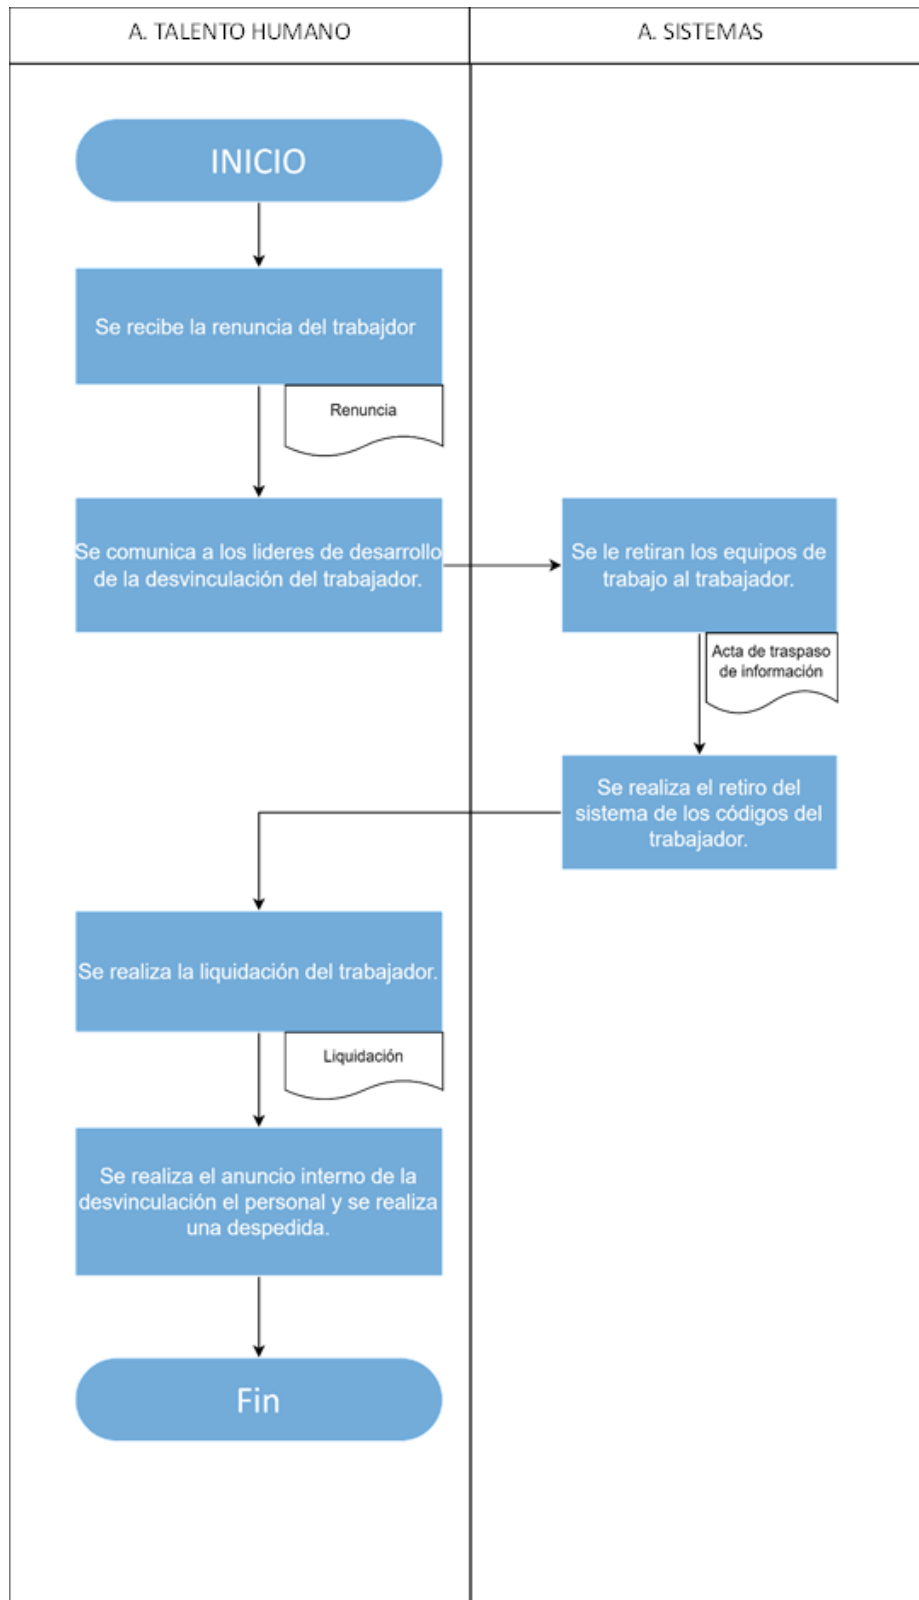 A. TALENTO HUMANO
A. SISTEMAS
INICIO
Se recibe la renuncia del trabajdor
Renuncia
Se comunica a los lideres de desarrollo
de la desvinculación del trabajador.
Se le retiran los equipos de
trabajo al trabajador.
Acta de traspaso
de información
Se realiza el retiro del
sistema de los códigos del
trabajador.
Se realiza la liquidación del trabajador.
Liquidación
Se realiza el anuncio interno de la
desvinculación el personal y se realiza
una despedida.
Fin